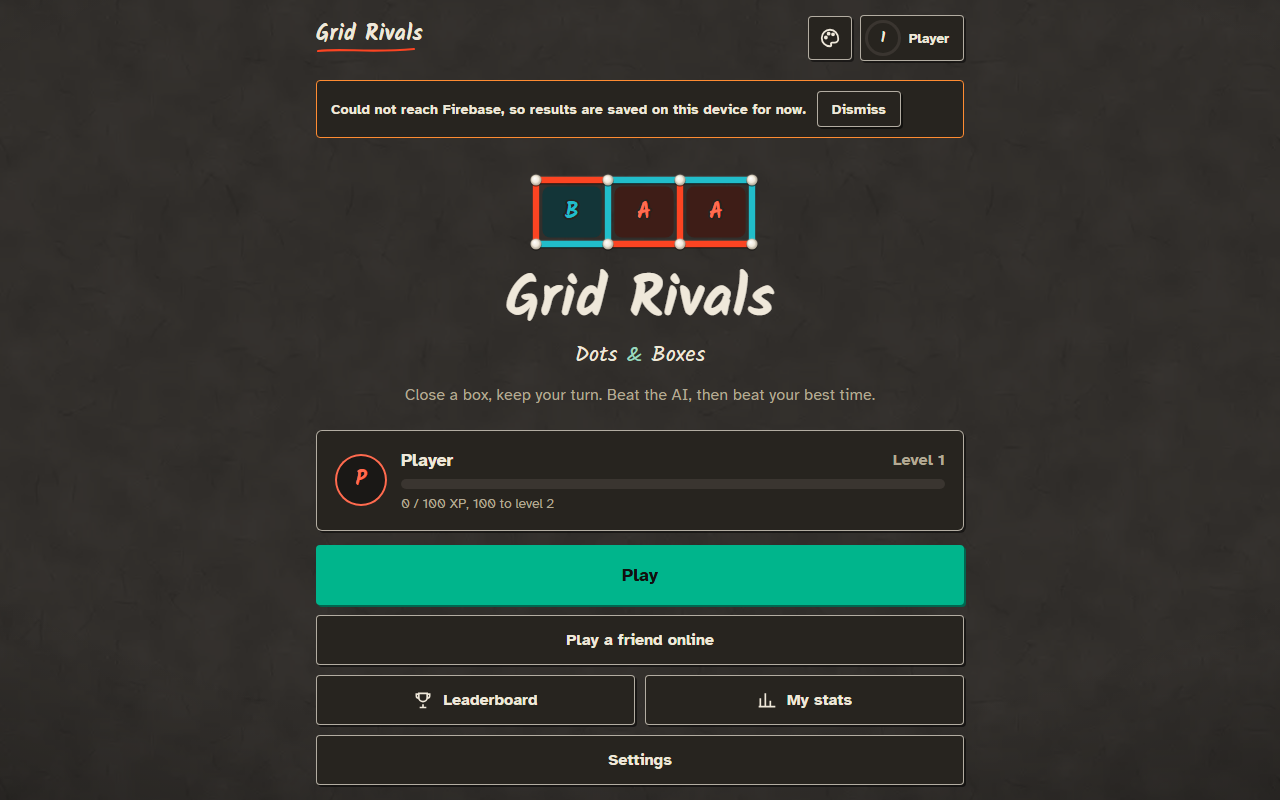 Grid Rivals
1 Player
Could not reach Firebase, so results are saved on this device for now. Dismiss
B A A
Grid Rivals
Dots & Boxes
Close a box, keep your turn. Beat the AI, then beat your best time.
P
Player Level 1
0 / 100 XP, 100 to level 2
Play
Play a friend online
Leaderboard My stats
Settings